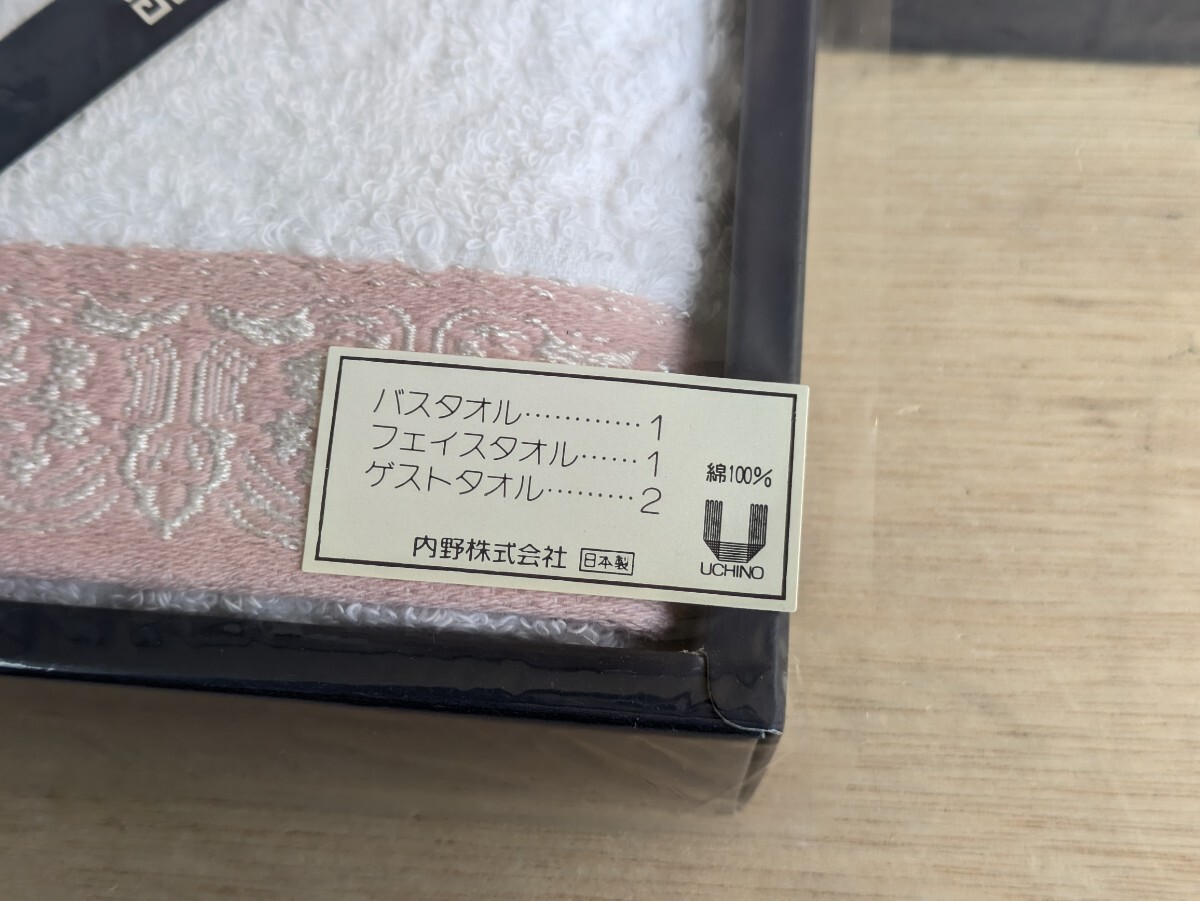 バスタオル…………1
フェイスタオル……1
ゲストタオル………2
綿100%
UCHINO
内野株式会社 日本製